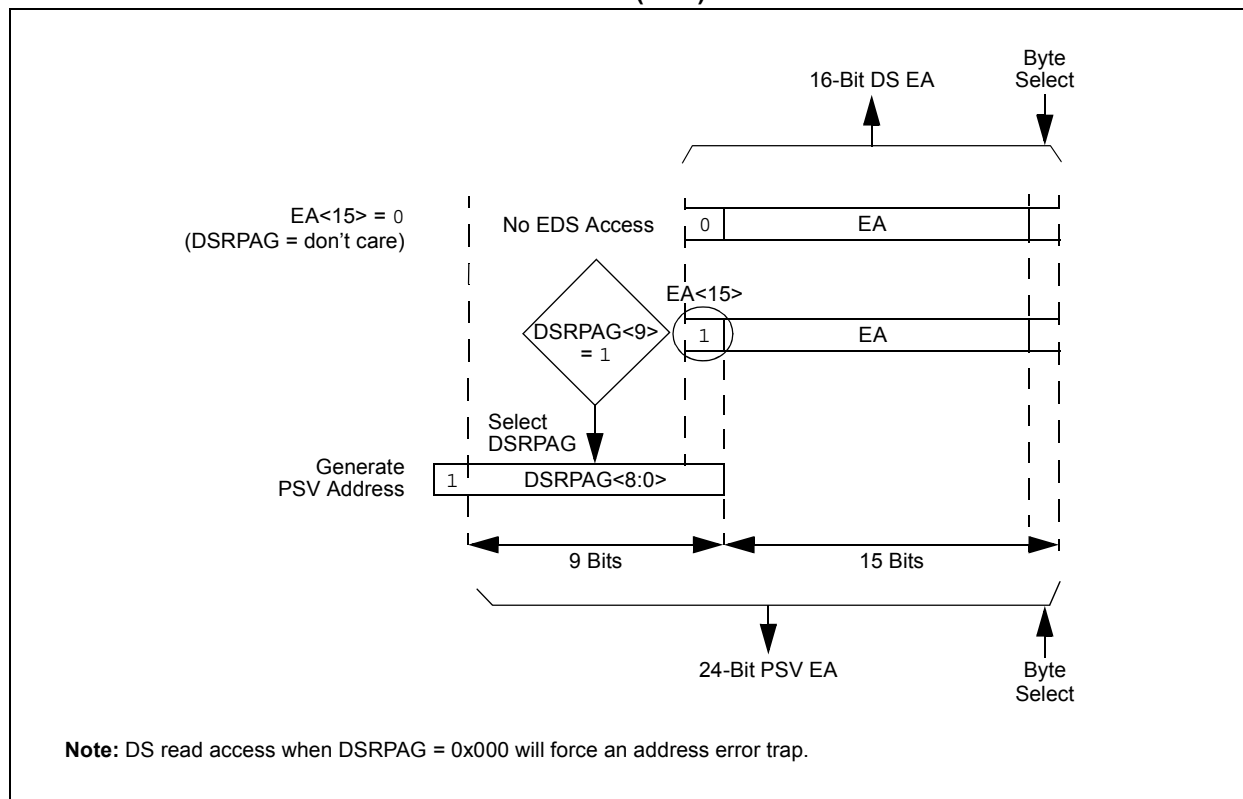 Byte
Select
16-Bit DS EA
EA<15> = 0
(DSRPAG = don't care)
No EDS Access
0
EA
EA<15>
DSRPAG<9>
= 1
1
EA
Select
DSRPAG
Generate
PSV Address
1
DSRPAG<8:0>
9 Bits
15 Bits
24-Bit PSV EA
Byte
Select
Note: DS read access when DSRPAG = 0x000 will force an address error trap.